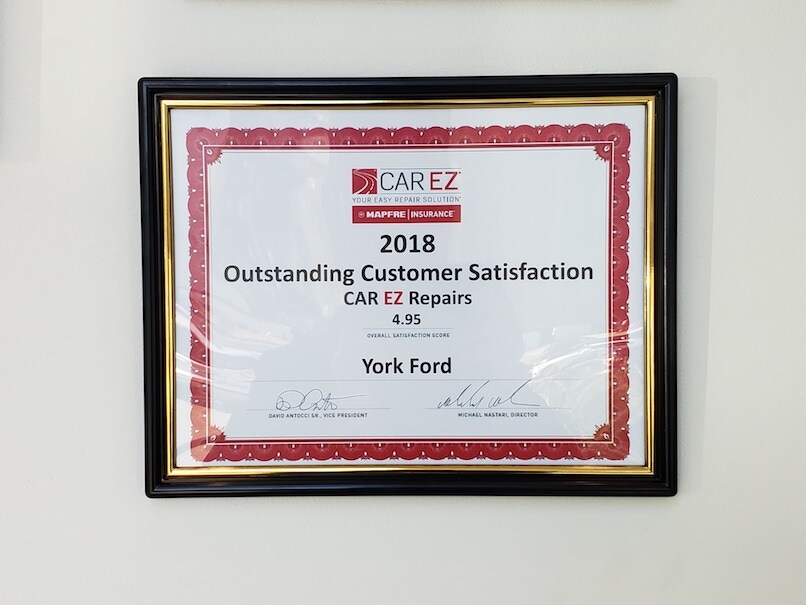 CAR EZ
YOUR EASY REPAIR SOLUTION
MAPFRE | INSURANCE
2018
Outstanding Customer Satisfaction
CAR EZ Repairs
4.95
OVERALL SATISFACTION SCORE
York Ford
DAVID ANTOCCI SR., VICE PRESIDENT
MICHAEL NASTARI, DIRECTOR